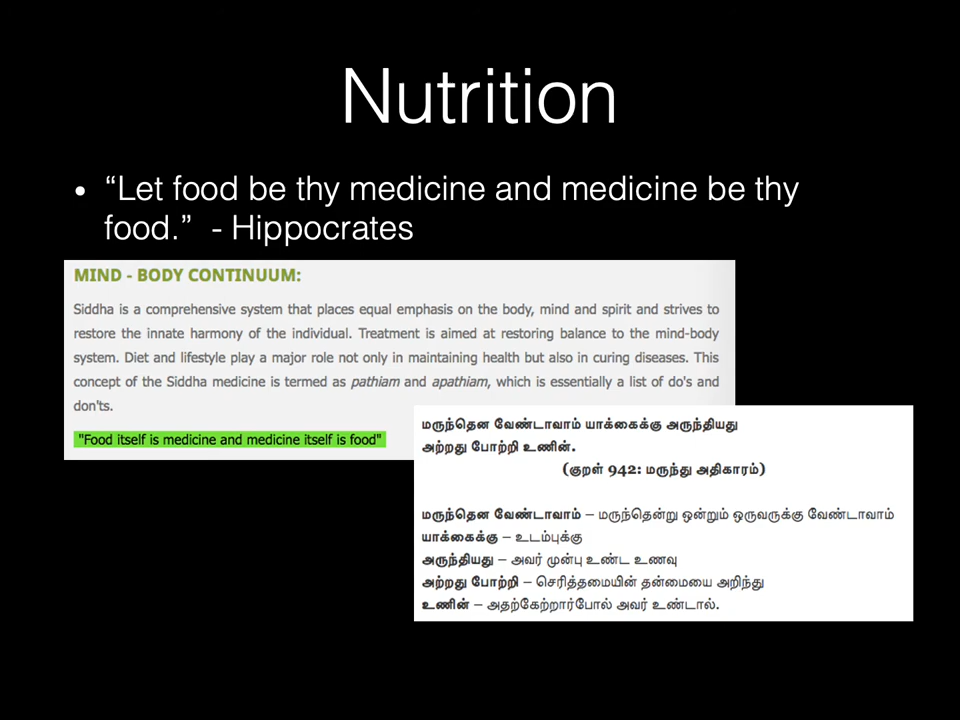 Nutrition
• “Let food be thy medicine and medicine be thy
food.” - Hippocrates
MIND - BODY CONTINUUM:
Siddha is a comprehensive system that places equal emphasis on the body, mind and spirit and strives to
restore the innate harmony of the individual. Treatment is aimed at restoring balance to the mind-body
system. Diet and lifestyle play a major role not only in maintaining health but also in curing diseases. This
concept of the Siddha medicine is termed as pathiam and apathiam, which is essentially a list of do's and
don'ts.
"Food itself is medicine and medicine itself is food"
மருந்தென வேண்டாவாம் யாக்கைக்கு அருந்தியது
அற்றது போற்றி உணின்.
(குறள் 942: மருந்து அதிகாரம்)
மருந்தென வேண்டாவாம் – மருந்தென்று ஒன்றும் ஒருவருக்கு வேண்டாவாம்
யாக்கைக்கு – உடம்புக்கு
அருந்தியது – அவர் முன்பு உண்ட உணவு
அற்றது போற்றி – செரித்தமையின் தன்மையை அறிந்து
உணின் – அதற்கேற்றார்போல் அவர் உண்டால்.